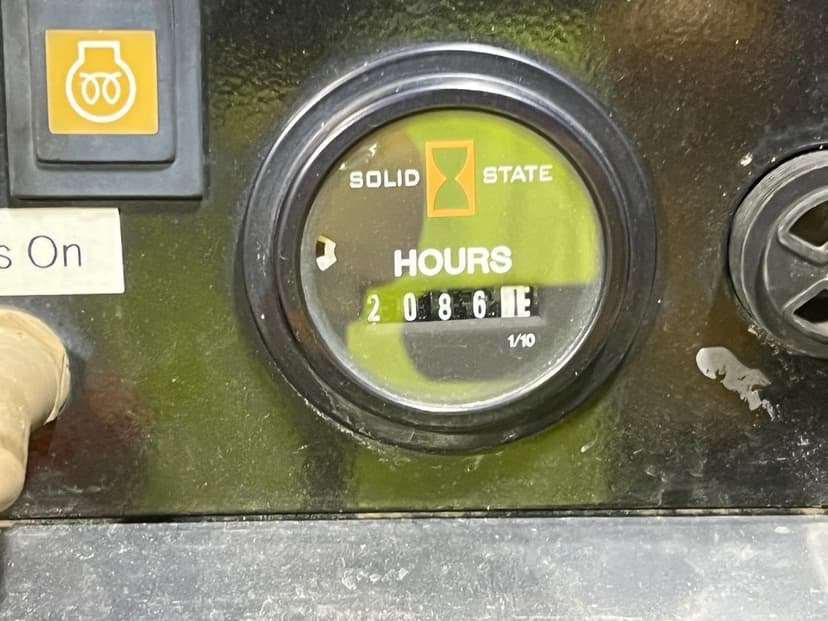 SOLID STATE
s On
HOURS
2086
1/10